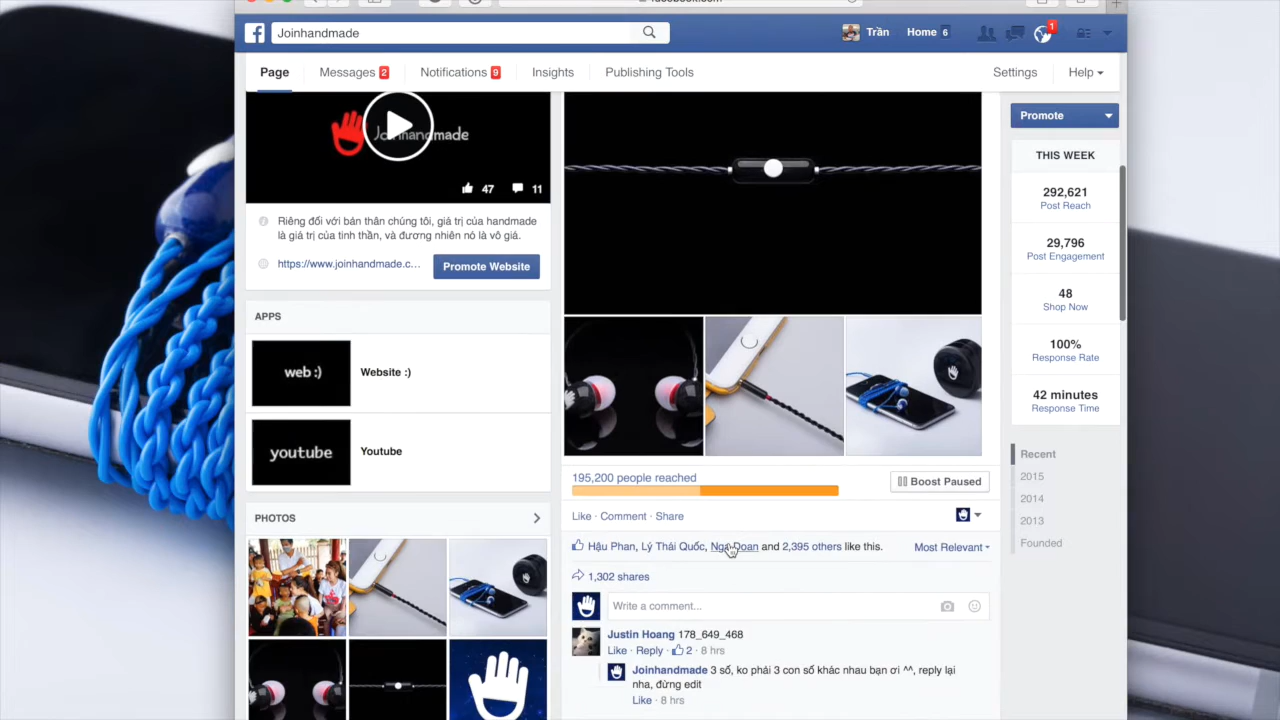 Joinhandmade
Trần
Home 6
1
Page
Messages 2
Notifications 9
Insights
Publishing Tools
Settings
Help
Joinhandmade
47
11
Riêng đối với bản thân chúng tôi, giá trị của handmade
là giá trị của tinh thần, và đương nhiên nó là vô giá.
https://www.joinhandmade.c...
Promote Website
APPS
web :)
Website :)
youtube
Youtube
PHOTOS
195,200 people reached
Boost Paused
Like · Comment · Share
Hậu Phan, Lý Thái Quốc, Nga Doan and 2,395 others like this.
Most Relevant
1,302 shares
Write a comment...
Justin Hoang 178_649_468
Like · Reply · 2 · 8 hrs
Joinhandmade 3 số, ko phải 3 con số khác nhau bạn ơi ^^, reply lại
nha, đừng edit
Like · 8 hrs
Promote
THIS WEEK
292,621
Post Reach
29,796
Post Engagement
48
Shop Now
100%
Response Rate
42 minutes
Response Time
Recent
2015
2014
2013
Founded